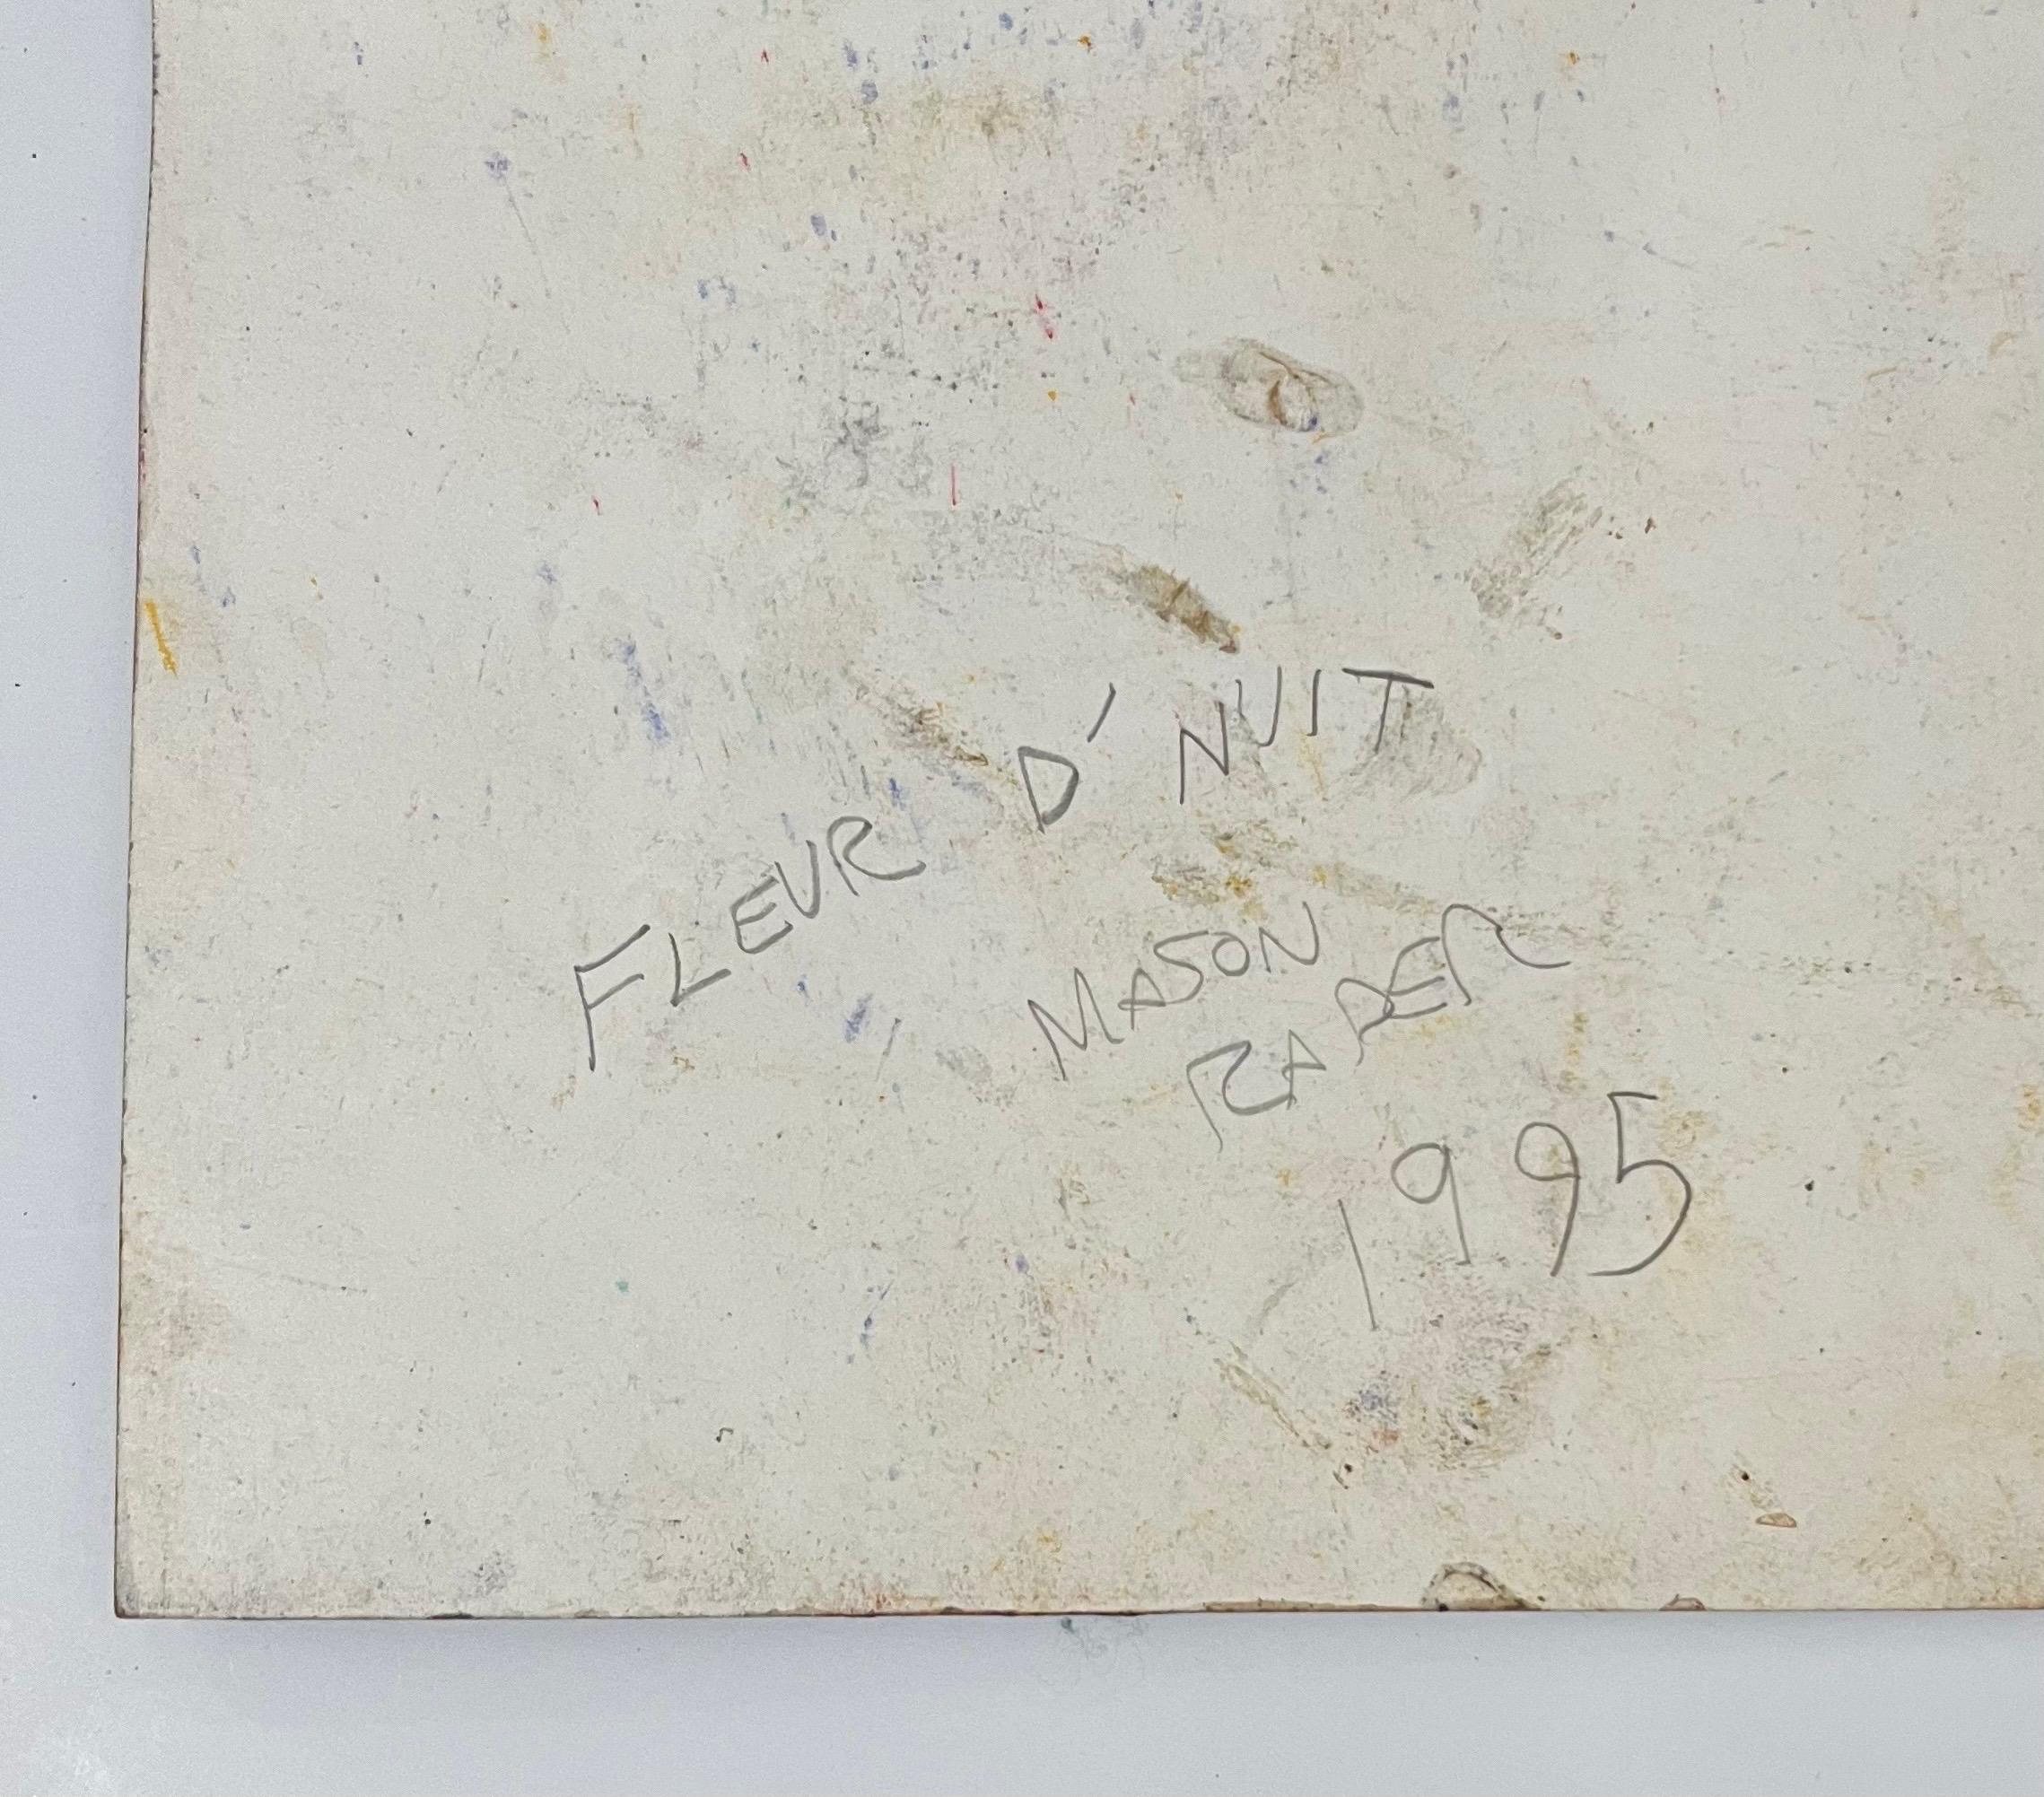 FLEUR D' NUIT
MASON
RADER
1995